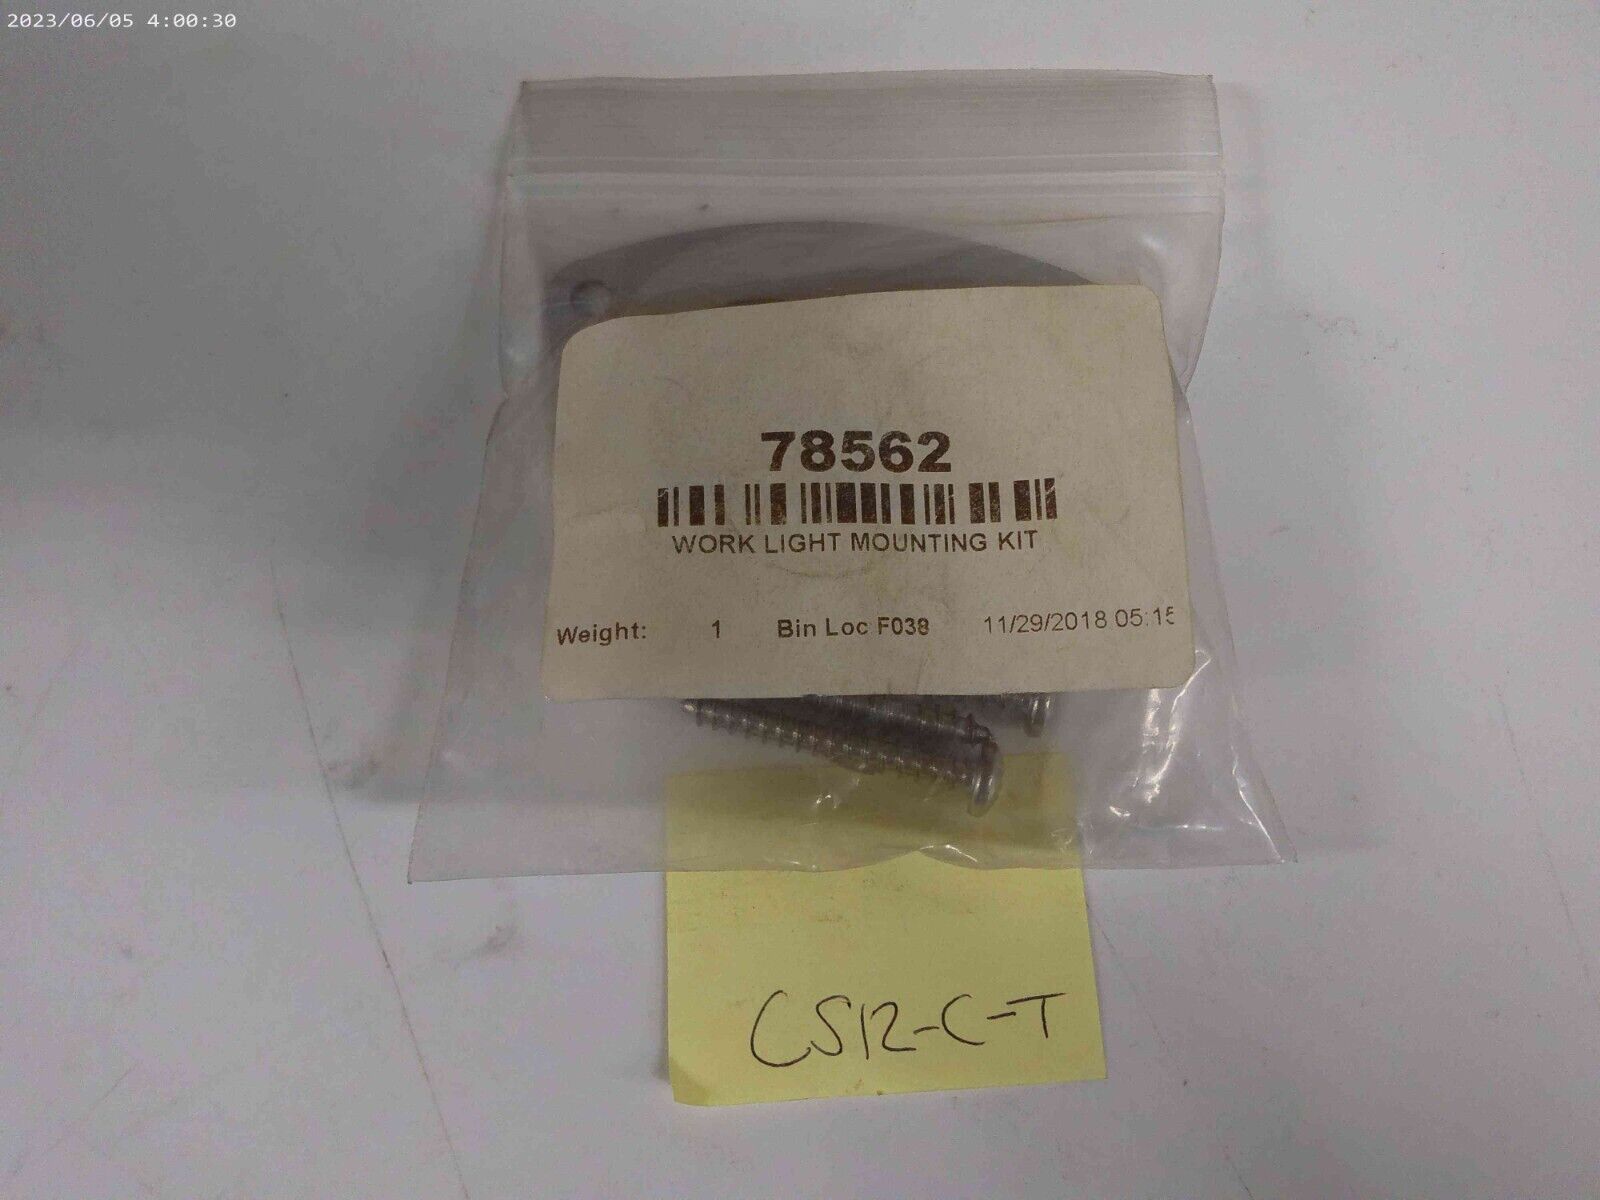 2023/06/05 4:00:30
78562
WORK LIGHT MOUNTING KIT
Weight: 1 Bin Loc F038 11/29/2018 05:15
CS12-C-T